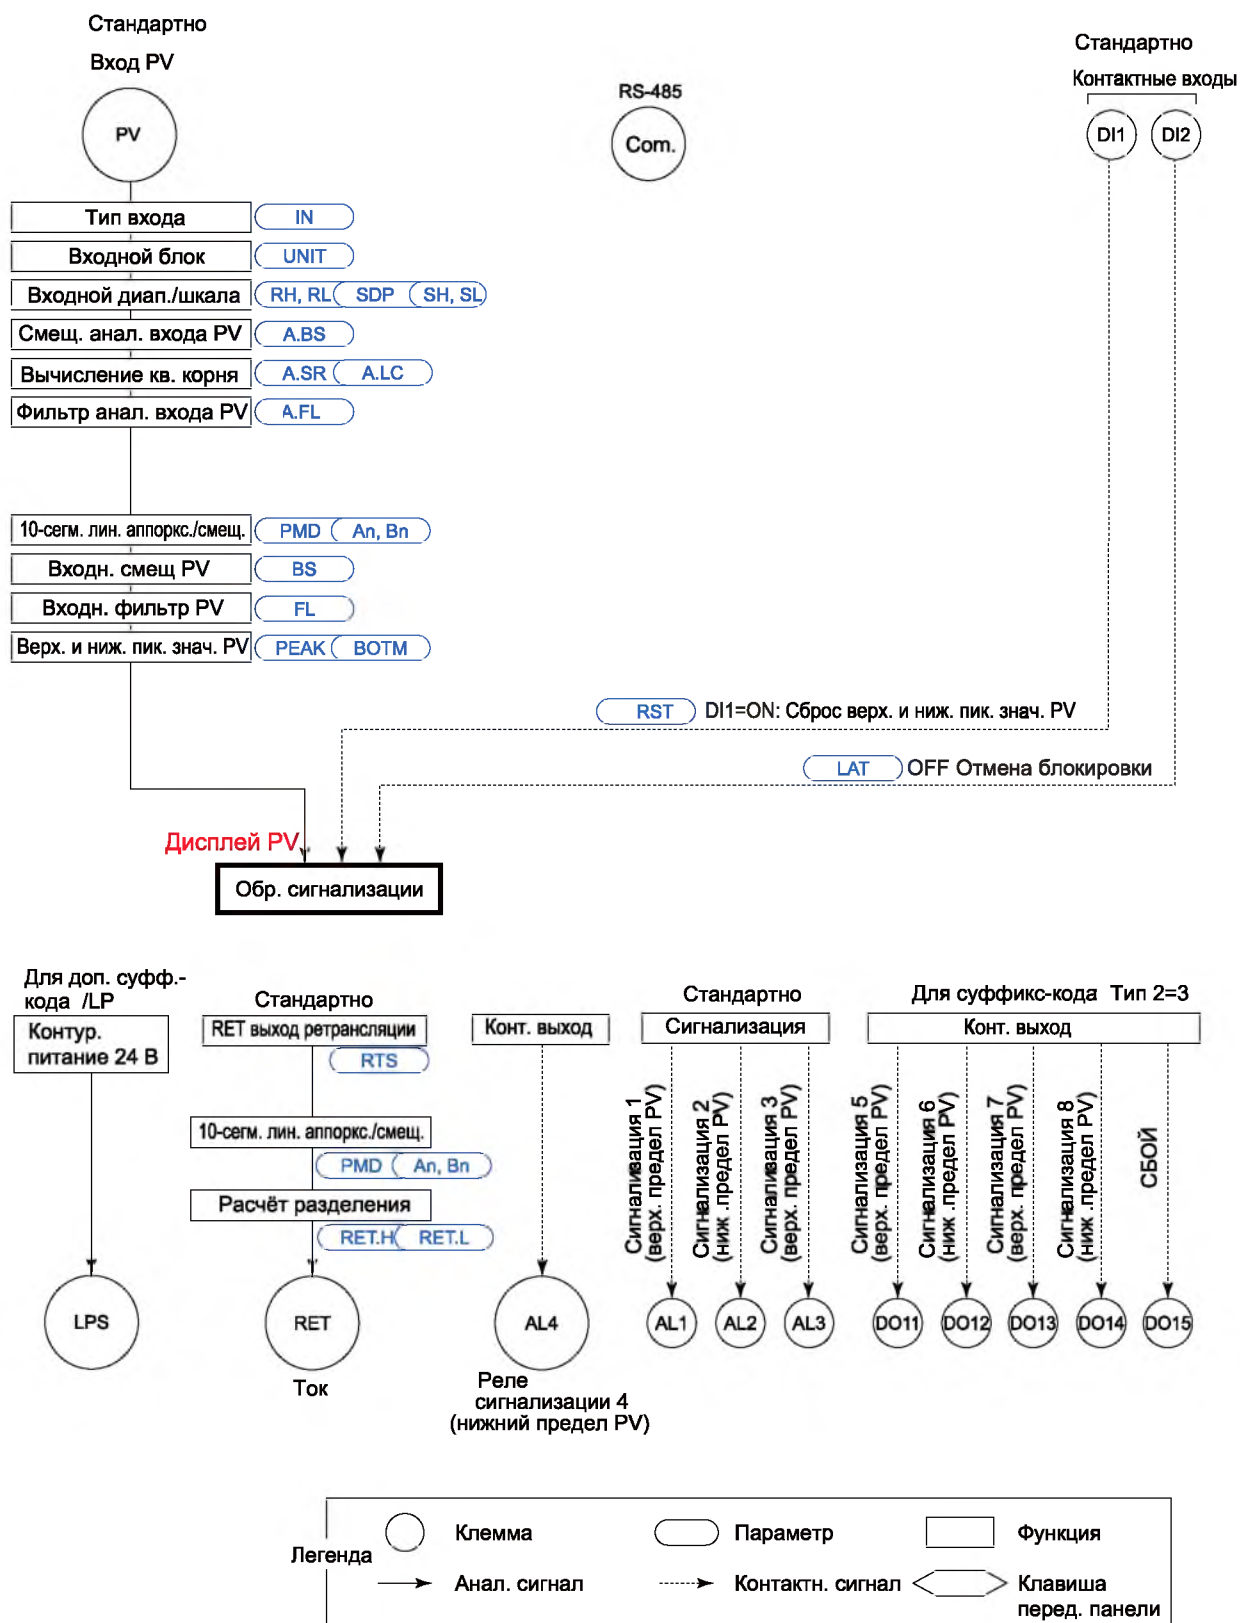 Стандартно
Вход PV
PV
RS-485
Com.
Стандартно
Контактные входы
DI1 DI2
Тип входа IN
Входной блок UNIT
Входной диап./шкала RH, RL SDP SH, SL
Смещ. анал. входа PV A.BS
Вычисление кв. корня A.SR A.LC
Фильтр анал. входа PV A.FL
10-сегм. лин. аппоркс./смещ. PMD An, Bn
Входн. смещ PV BS
Входн. фильтр PV FL
Верх. и ниж. пик. знач. PV PEAK BOTM
RST DI1=ON: Сброс верх. и ниж. пик. знач. PV
LAT OFF Отмена блокировки
Дисплей PV
Обр. сигнализации
Для доп. суфф.-
кода /LP
Контур.
питание 24 В
LPS
Стандартно
RET выход ретрансляции
RTS
10-сегм. лин. аппоркс./смещ.
PMD An, Bn
Расчёт разделения
RET.H RET.L
RET
Ток
Конт. выход
AL4
Реле
сигнализации 4
(нижний предел PV)
Стандартно
Сигнализация
Сигнализация 1
(верх. предел PV)
Сигнализация 2
(ниж .предел PV)
Сигнализация 3
(верх. предел PV)
AL1 AL2 AL3
Для суффикс-кода Тип 2=3
Конт. выход
Сигнализация 5
(верх. предел PV)
Сигнализация 6
(ниж .предел PV)
Сигнализация 7
(верх. предел PV)
Сигнализация 8
(ниж .предел PV)
СБОЙ
DO11 DO12 DO13 DO14 DO15
Легенда
Клемма Параметр Функция
Анал. сигнал Контактн. сигнал Клавиша
перед. панели